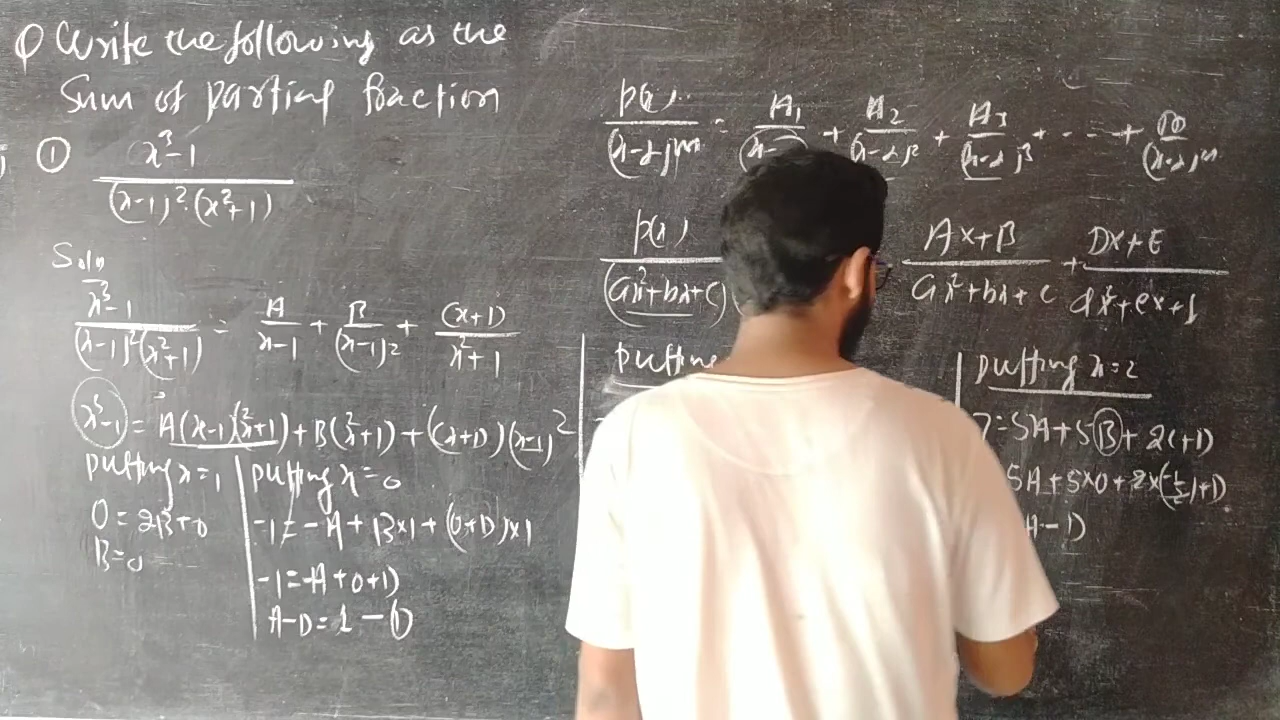 Q Write the following as the
Sum of partial fraction
① x³-1
(x-1)²·(x²+1)
Soln
x³-1 / (x-1)²(x²+1) = A / x-1 + B / (x-1)² + (x+D) / x²+1
x³-1 = A(x-1)(x²+1) + B(x²+1) + (x+D)(x-1)²
putting x=1
0 = 2B+0
B=0
putting x=0
-1 = -A + B×1 + (0+D)×1
-1 = -A+0+D
A-D=1 -①
p(x) / (x-α)ᵐ = A₁ + A₂ / (x-α)² + A₃ / (x-α)³ + --- +
p(x) / (ax²+bx+c)
Ax+B / ax²+bx+c + Dx+E / dx²+ex+f
putting
putting x=2
7=5A+5B+2(+D
5A+5×0+2×(-1/2)+D
A-D